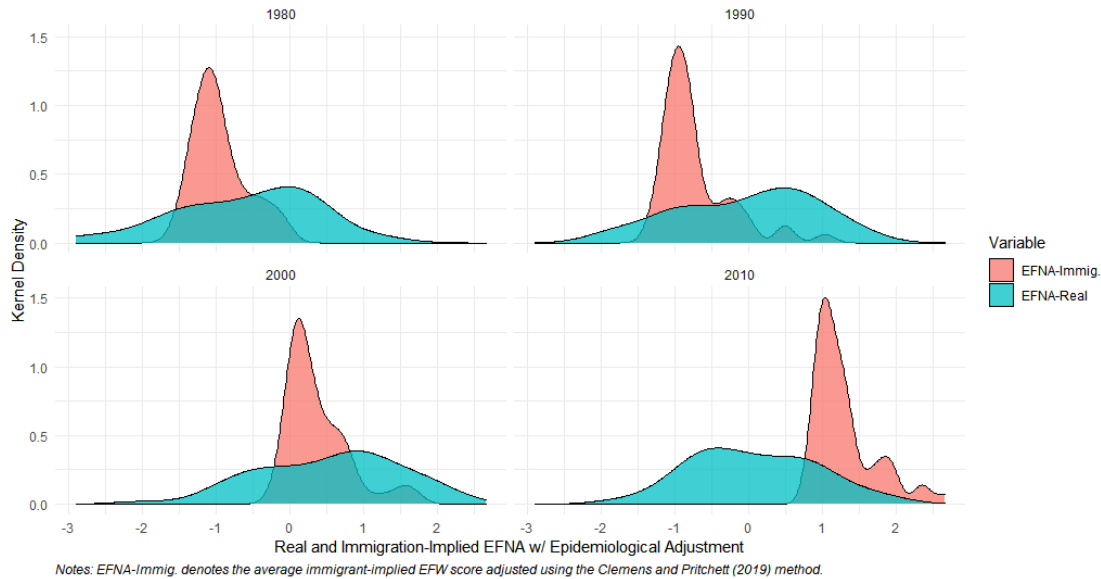 1980 1990
1.5
1.0
0.5
0.0
2000 2010
1.5
1.0
0.5
0.0
-3 -2 -1 0 1 2 -3 -2 -1 0 1 2
Kernel Density
Real and Immigration-Implied EFNA w/ Epidemiological Adjustment
Notes: EFNA-Immig. denotes the average immigrant-implied EFW score adjusted using the Clemens and Pritchett (2019) method.
Variable
EFNA-Immig.
EFNA-Real